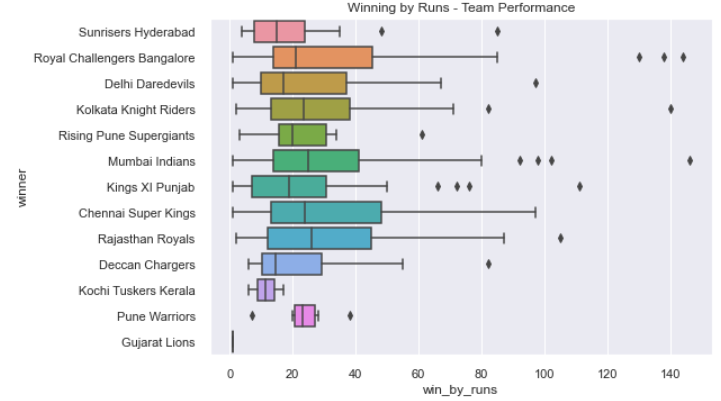 Winning by Runs - Team Performance
Sunrisers Hyderabad
Royal Challengers Bangalore
Delhi Daredevils
Kolkata Knight Riders
Rising Pune Supergiants
Mumbai Indians
Kings XI Punjab
Chennai Super Kings
Rajasthan Royals
Deccan Chargers
Kochi Tuskers Kerala
Pune Warriors
Gujarat Lions
winner
0 20 40 60 80 100 120 140
win_by_runs